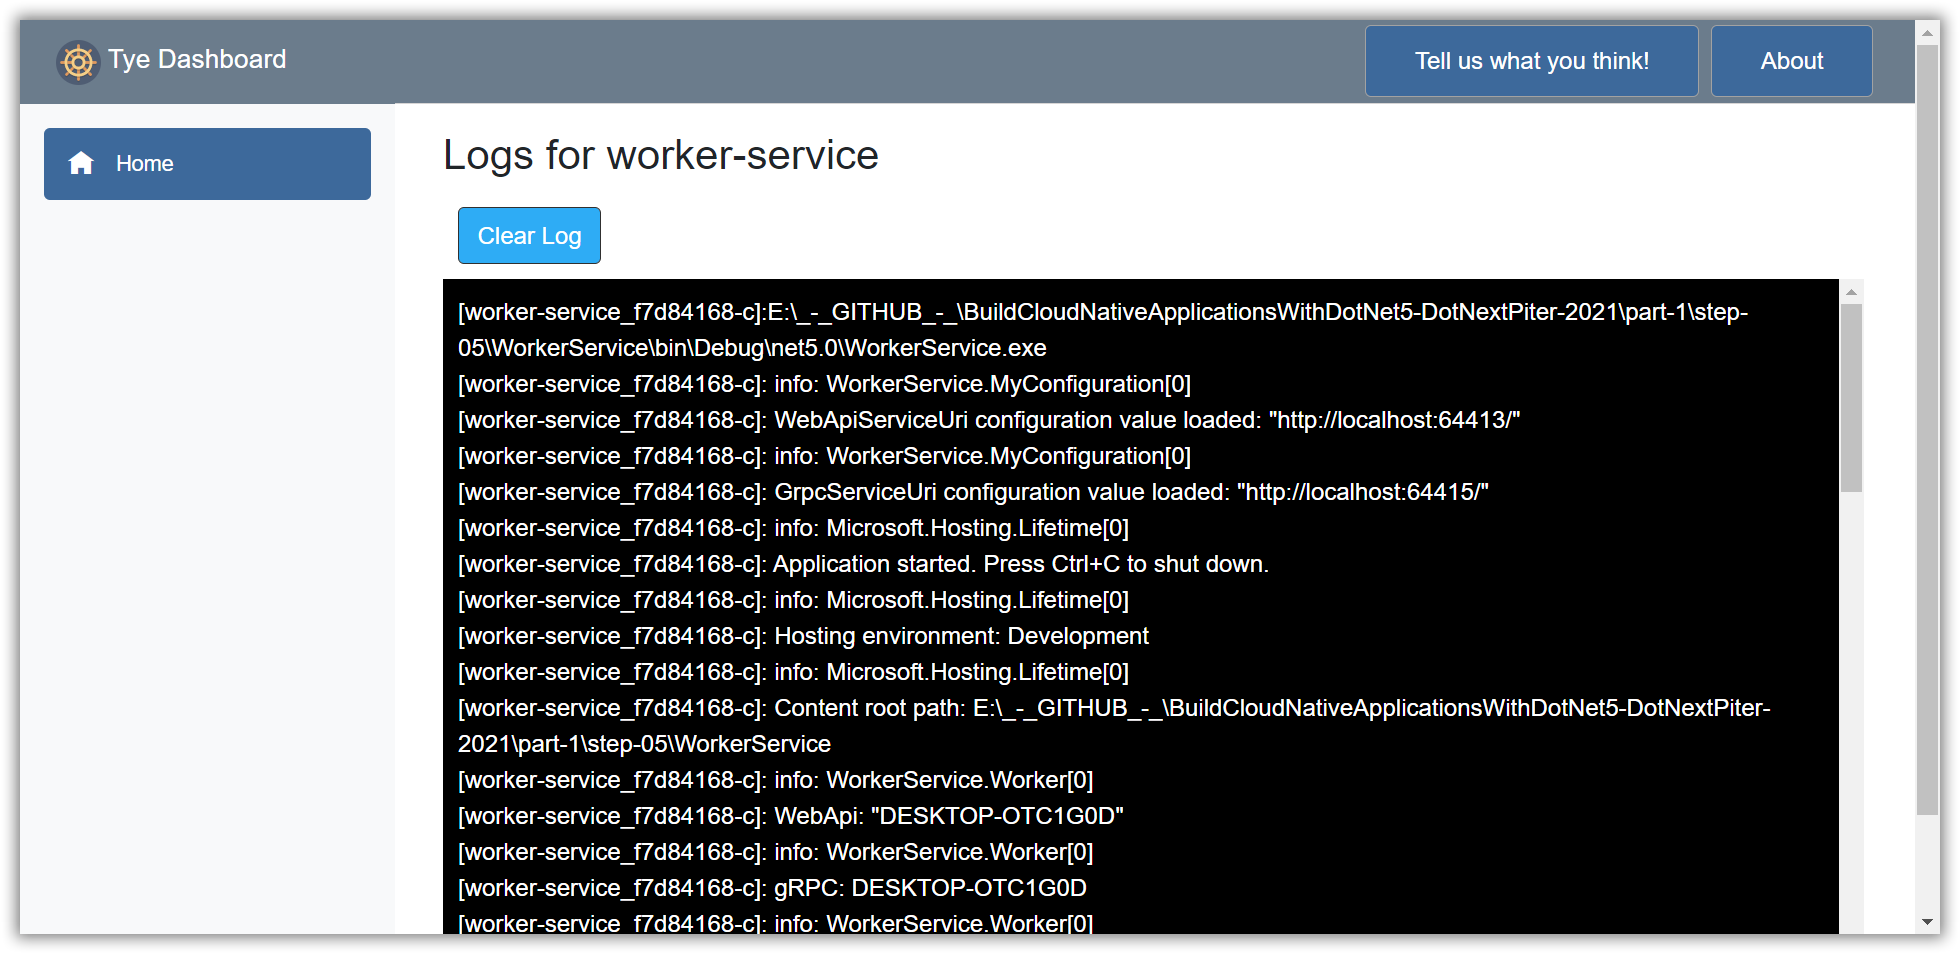 Tye Dashboard
Tell us what you think!
About
Home
Logs for worker-service
Clear Log
[worker-service_f7d84168-c]:E:\_-_GITHUB_-_\BuildCloudNativeApplicationsWithDotNet5-DotNextPiter-2021\part-1\step-
05\WorkerService\bin\Debug\net5.0\WorkerService.exe
[worker-service_f7d84168-c]: info: WorkerService.MyConfiguration[0]
[worker-service_f7d84168-c]: WebApiServiceUri configuration value loaded: "http://localhost:64413/"
[worker-service_f7d84168-c]: info: WorkerService.MyConfiguration[0]
[worker-service_f7d84168-c]: GrpcServiceUri configuration value loaded: "http://localhost:64415/"
[worker-service_f7d84168-c]: info: Microsoft.Hosting.Lifetime[0]
[worker-service_f7d84168-c]: Application started. Press Ctrl+C to shut down.
[worker-service_f7d84168-c]: info: Microsoft.Hosting.Lifetime[0]
[worker-service_f7d84168-c]: Hosting environment: Development
[worker-service_f7d84168-c]: info: Microsoft.Hosting.Lifetime[0]
[worker-service_f7d84168-c]: Content root path: E:\_-_GITHUB_-_\BuildCloudNativeApplicationsWithDotNet5-DotNextPiter-
2021\part-1\step-05\WorkerService
[worker-service_f7d84168-c]: info: WorkerService.Worker[0]
[worker-service_f7d84168-c]: WebApi: "DESKTOP-OTC1G0D"
[worker-service_f7d84168-c]: info: WorkerService.Worker[0]
[worker-service_f7d84168-c]: gRPC: DESKTOP-OTC1G0D
[worker-service_f7d84168-c]: info: WorkerService.Worker[0]